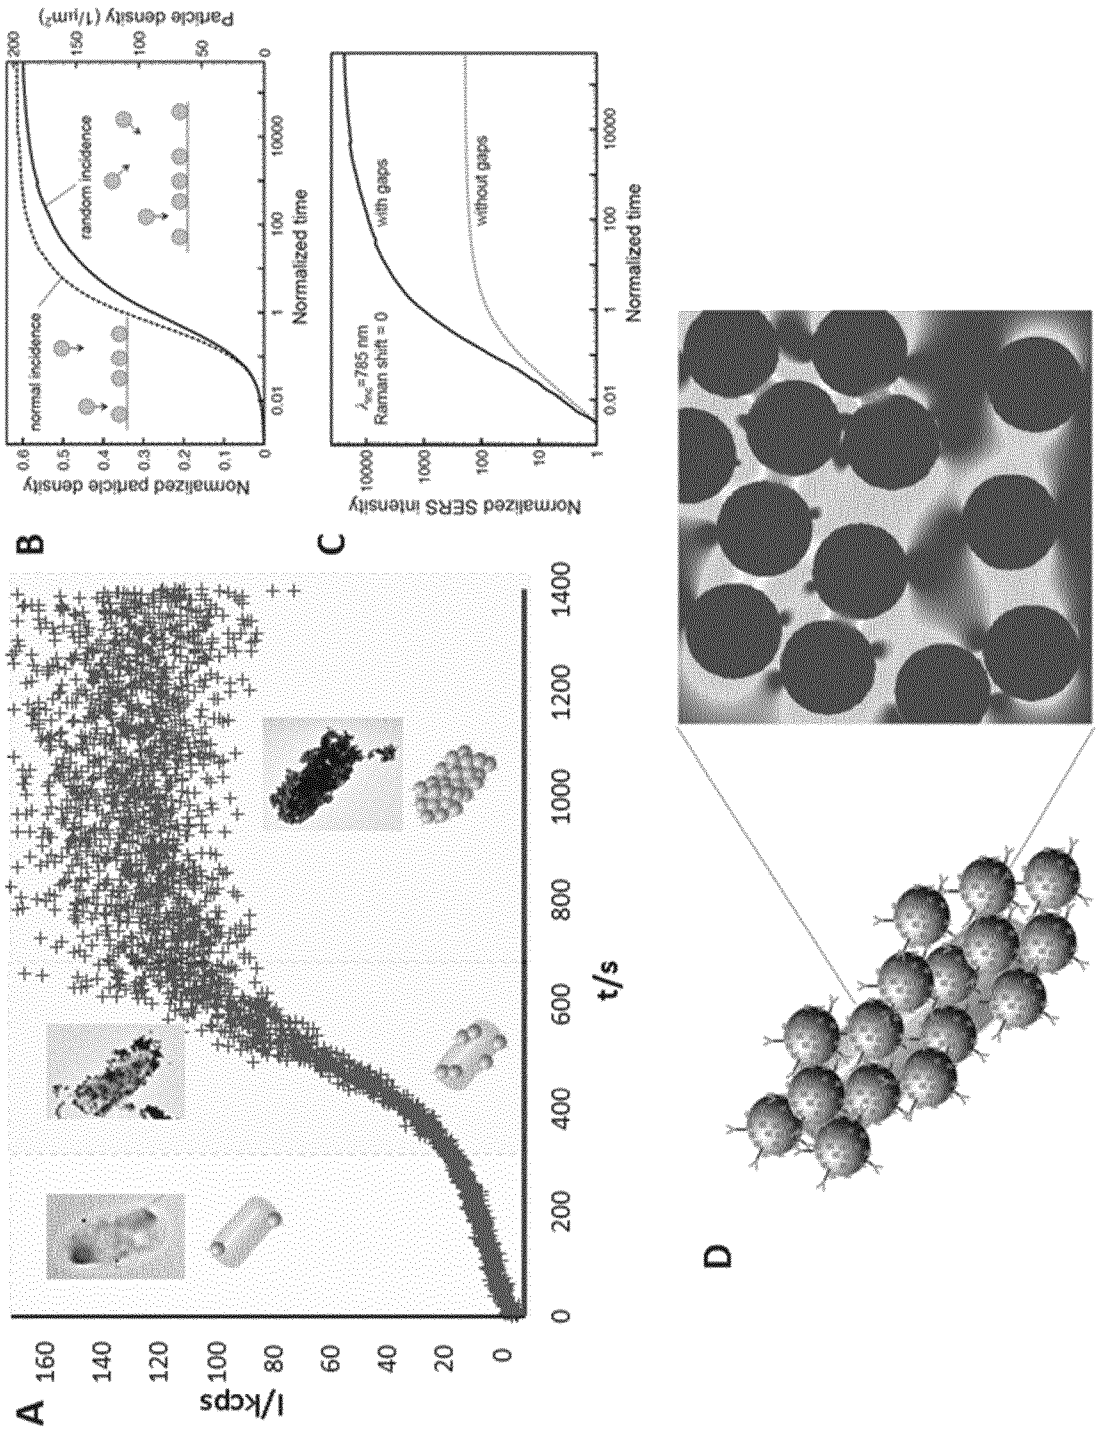 A
I/kcps
160
140
120
100
80
60
40
20
0
0 200 400 600 800 1000 1200 1400
t/s
B
Normalized particle density
0.6
0.5
0.4
0.3
0.2
0.1
0
normal incidence
random incidence
Particle density (1/μm²)
200
150
100
50
0
0.01 1 100 10000
Normalized time
C
Normalized SERS intensity
10000
1000
100
10
1
λinc=785 nm
Raman shift = 0
with gaps
without gaps
0.01 1 100 10000
Normalized time
D